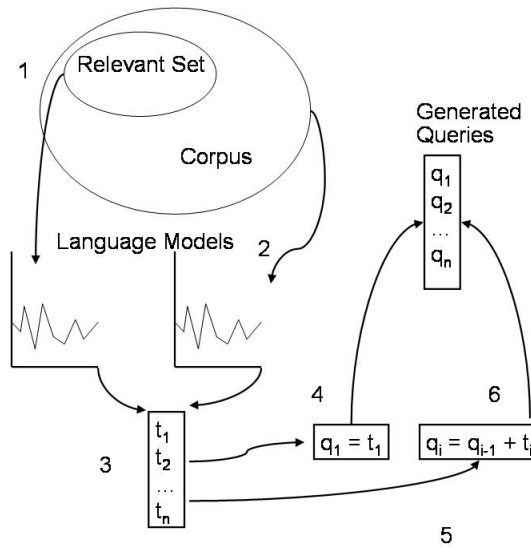 1
Relevant Set
Corpus
Generated
Queries
q1
q2
...
qn
Language Models
2
3
t1
t2
...
tn
4
q1 = t1
6
qi = qi-1 + ti
5